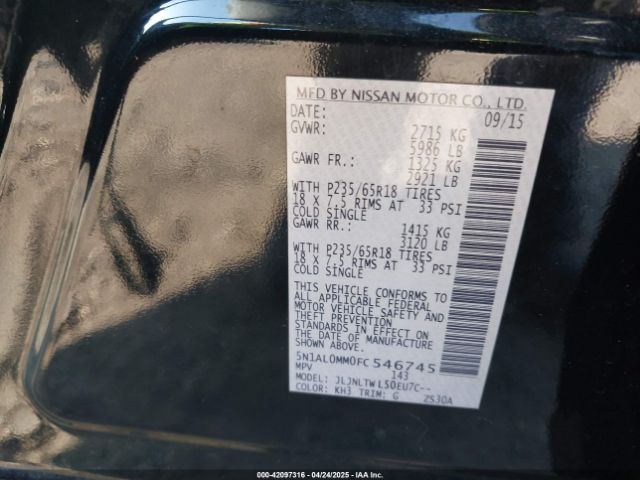 MFD BY NISSAN MOTOR CO., LTD.
DATE: 09/15
GVWR: 2715 KG
5986 LB
GAWR FR.: 1325 KG
2921 LB
WITH P235/65R18 TIRES
18 X 7.5 RIMS AT 33 PSI
COLD SINGLE
GAWR RR.: 1415 KG
3120 LB
WITH P235/65R18 TIRES
18 X 7.5 RIMS AT 33 PSI
COLD SINGLE
THIS VEHICLE CONFORMS TO
ALL APPLICABLE FEDERAL
MOTOR VEHICLE SAFETY AND
THEFT PREVENTION
STANDARDS IN EFFECT ON
THE DATE OF MANUFACTURE
SHOWN ABOVE.
5N1AL0MM0FC546745
MPV 143
MODEL: JLJNLTWL50EU7C--
COLOR: KH3 TRIM: G ZS30A
000-42097316 - 04/24/2025 - IAA Inc.